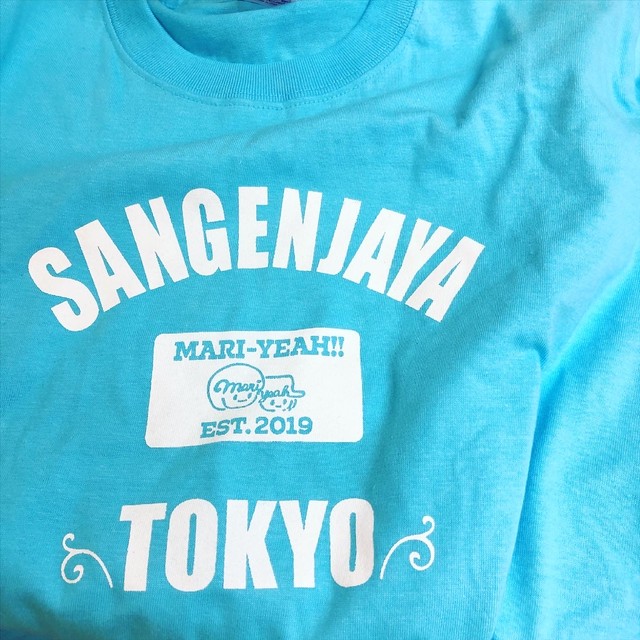 SANGENJAYA
MARI-YEAH!!
mari
yeah
EST.2019
TOKYO